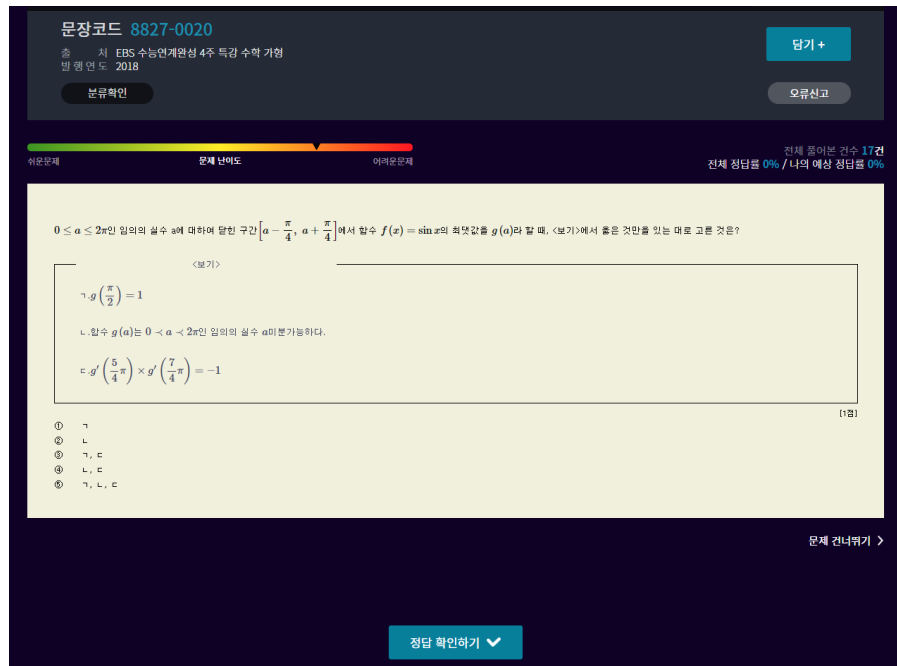 문장코드 8827-0020
출 처 EBS 수능연계완성 4주 특강 수학 가형
발행연도 2018
담기 +
분류확인
오류신고
쉬운문제 문제 난이도 어려운문제
전체 풀어본 건수 17건
전체 정답률 0% / 나의 예상 정답률 0%
0 ≤ a ≤ 2π인 임의의 실수 a에 대하여 닫힌 구간 [a − π/4, a + π/4]에서 함수 f(x) = sin x의 최댓값을 g(a)라 할 때, <보기>에서 옳은 것만을 있는 대로 고른 것은?
<보기>
ㄱ.g(π/2) = 1
ㄴ.함수 g(a)는 0 ≺ a ≺ 2π인 임의의 실수 a미분가능하다.
ㄷ.g′(5/4 π) × g′(7/4 π) = −1
[1점]
① ㄱ
② ㄴ
③ ㄱ, ㄷ
④ ㄴ, ㄷ
⑤ ㄱ, ㄴ, ㄷ
문제 건너뛰기 >
정답 확인하기